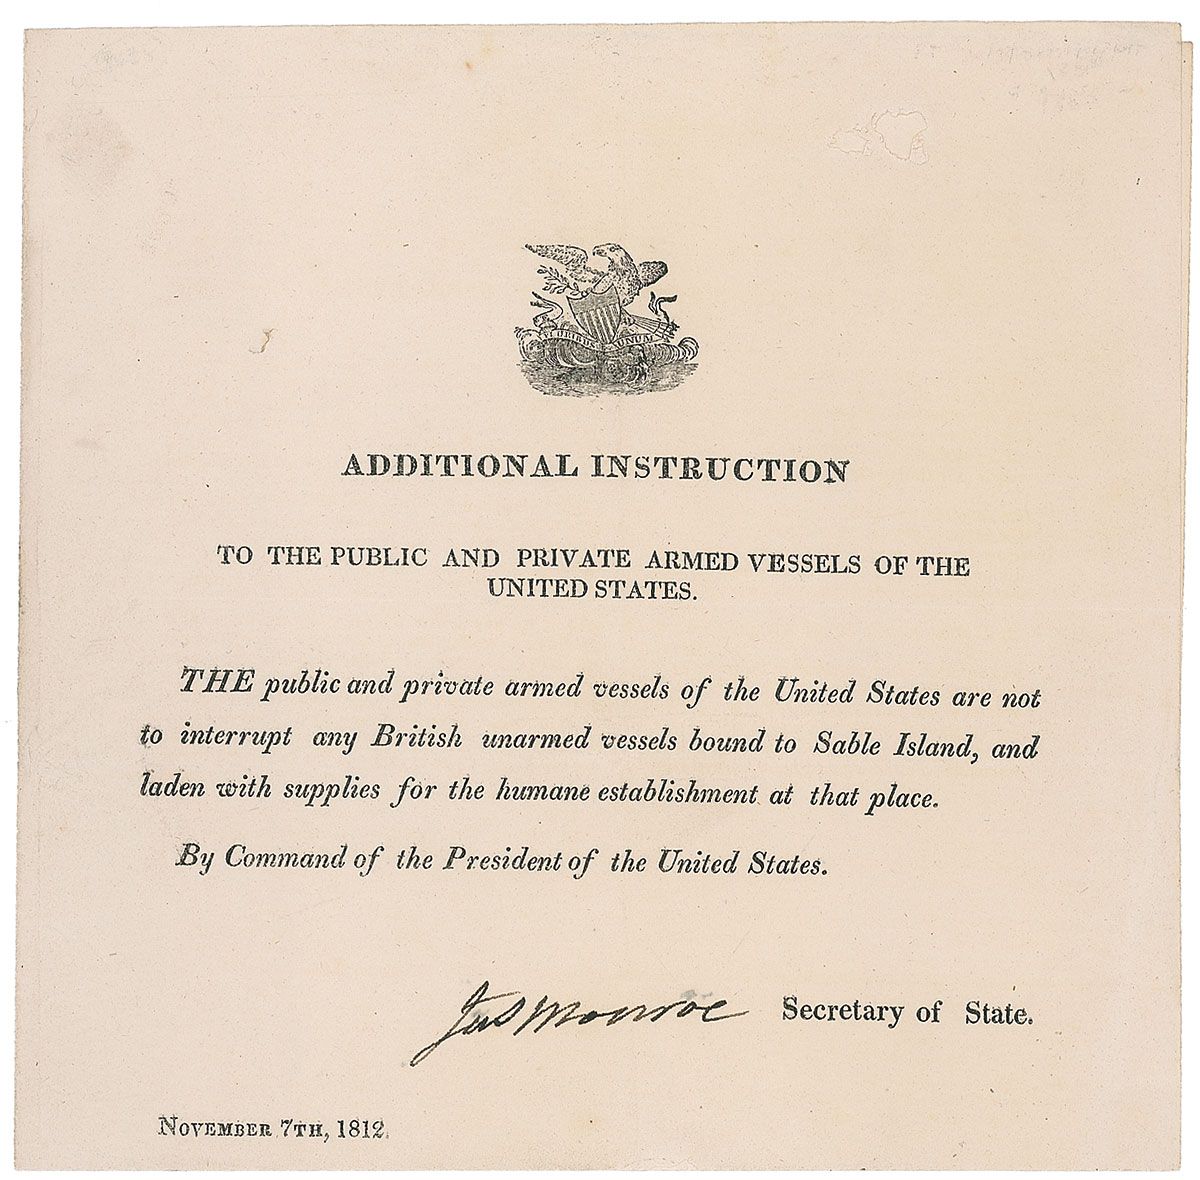 E PLURIBUS UNUM
ADDITIONAL INSTRUCTION
TO THE PUBLIC AND PRIVATE ARMED VESSELS OF THE
UNITED STATES.
THE public and private armed vessels of the United States are not
to interrupt any British unarmed vessels bound to Sable Island, and
laden with supplies for the humane establishment at that place.
By Command of the President of the United States.
Jas Monroe Secretary of State.
NOVEMBER 7TH, 1812.